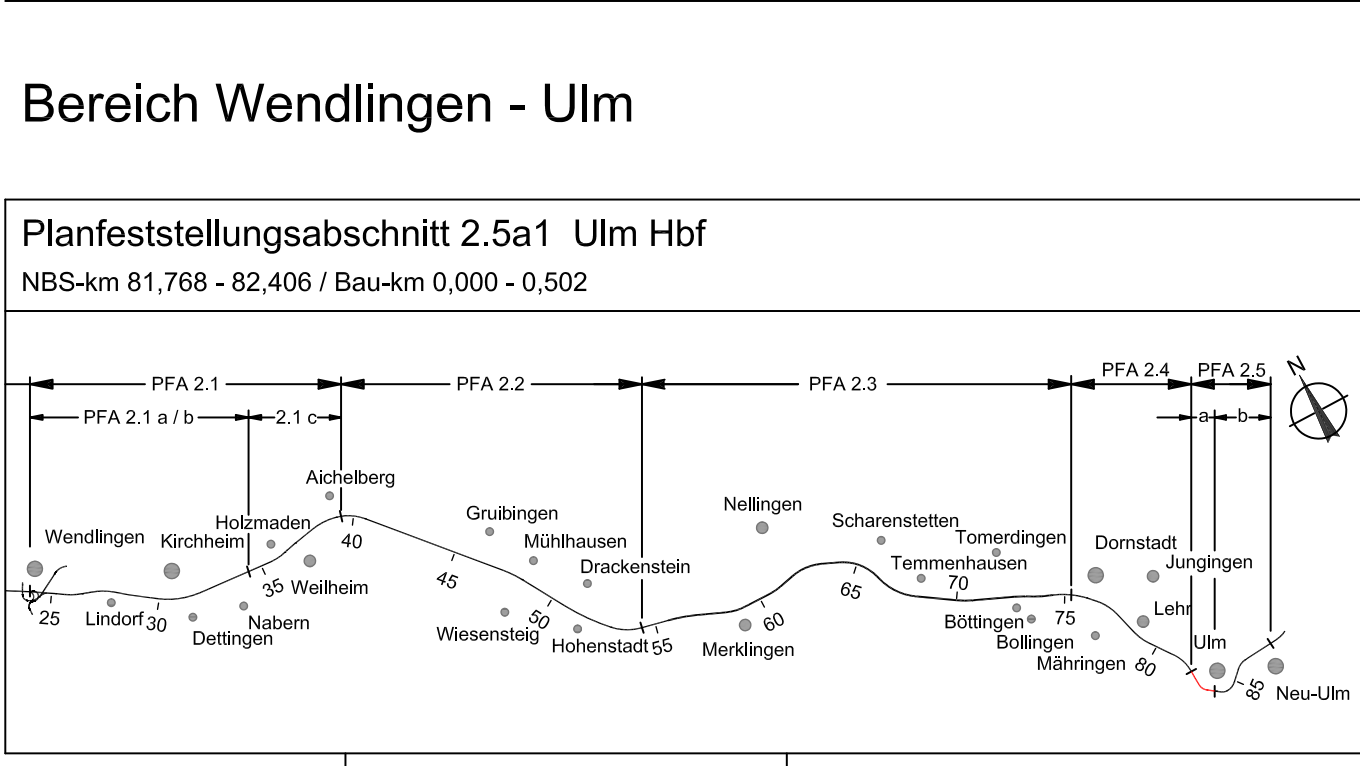 Bereich Wendlingen - Ulm
Planfeststellungsabschnitt 2.5a1 Ulm Hbf
NBS-km 81,768 - 82,406 / Bau-km 0,000 - 0,502
PFA 2.1
PFA 2.2
PFA 2.3
PFA 2.4
PFA 2.5
N
PFA 2.1 a / b
2.1 c
a
b
Aichelberg
Wendlingen
Holzmaden
Kirchheim
40
35
Weilheim
25
Lindorf
30
Nabern
Dettingen
Gruibingen
Mühlhausen
Drackenstein
45
50
Wiesensteig
Hohenstadt
55
Nellingen
Scharenstetten
Tomerdingen
Temmenhausen
60
65
70
Merklingen
Böttingen
75
Bollingen
Mähringen
Dornstadt
Jungingen
Lehr
Ulm
80
85
Neu-Ulm